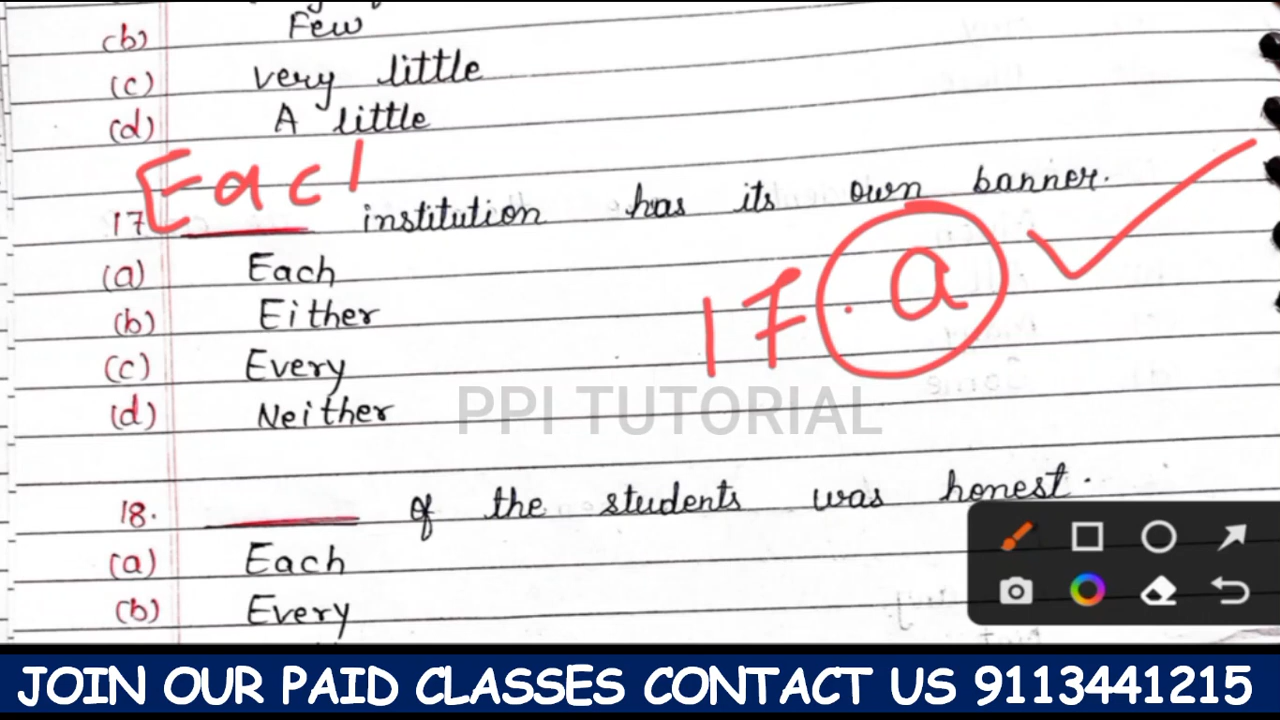 (b) Few
(c) very little
(d) A little
Eac
17. institution has its own banner.
(a) Each
(b) Either
17. a
(c) Every
(d) Neither
PPI TUTORIAL
18. of the students was honest.
(a) Each
(b) Every
JOIN OUR PAID CLASSES CONTACT US 9113441215